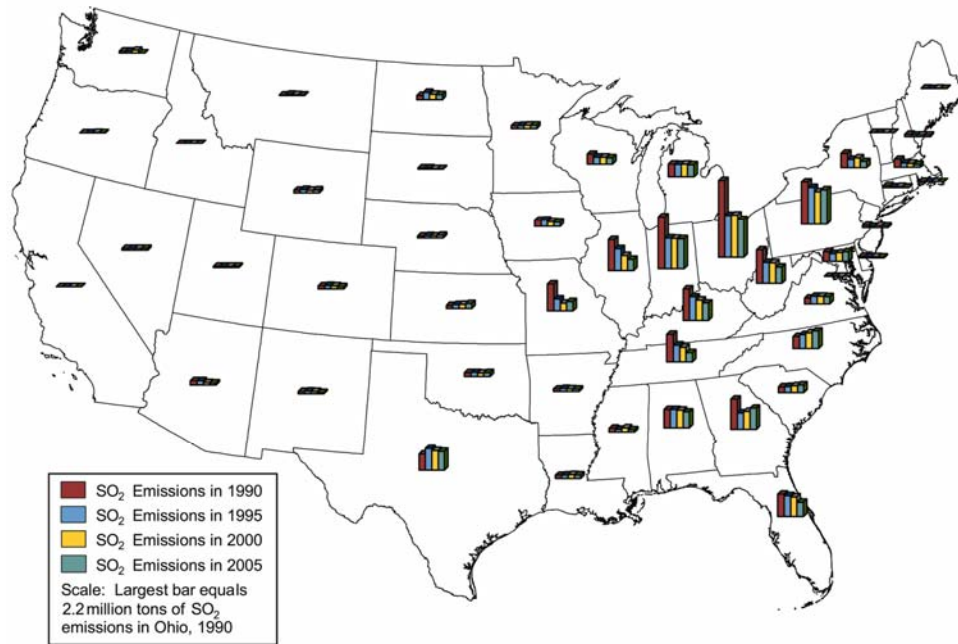 SO₂ Emissions in 1990
SO₂ Emissions in 1995
SO₂ Emissions in 2000
SO₂ Emissions in 2005
Scale: Largest bar equals
2.2 million tons of SO₂
emissions in Ohio, 1990